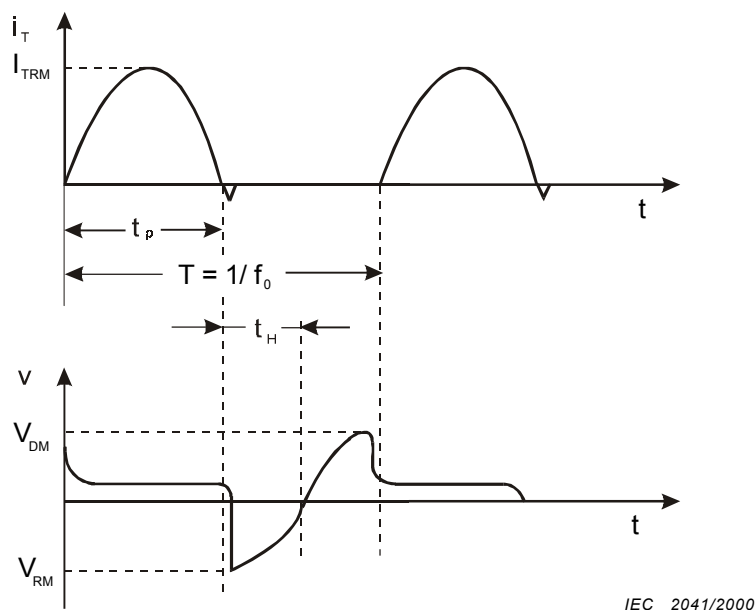 i_T
I_TRM
t
t_p
T = 1/ f_0
t_H
v
V_DM
t
V_RM
IEC 2041/2000